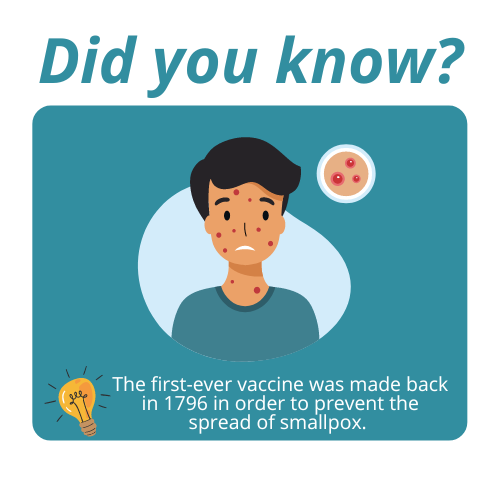 Did you know?
The first-ever vaccine was made back
in 1796 in order to prevent the
spread of smallpox.